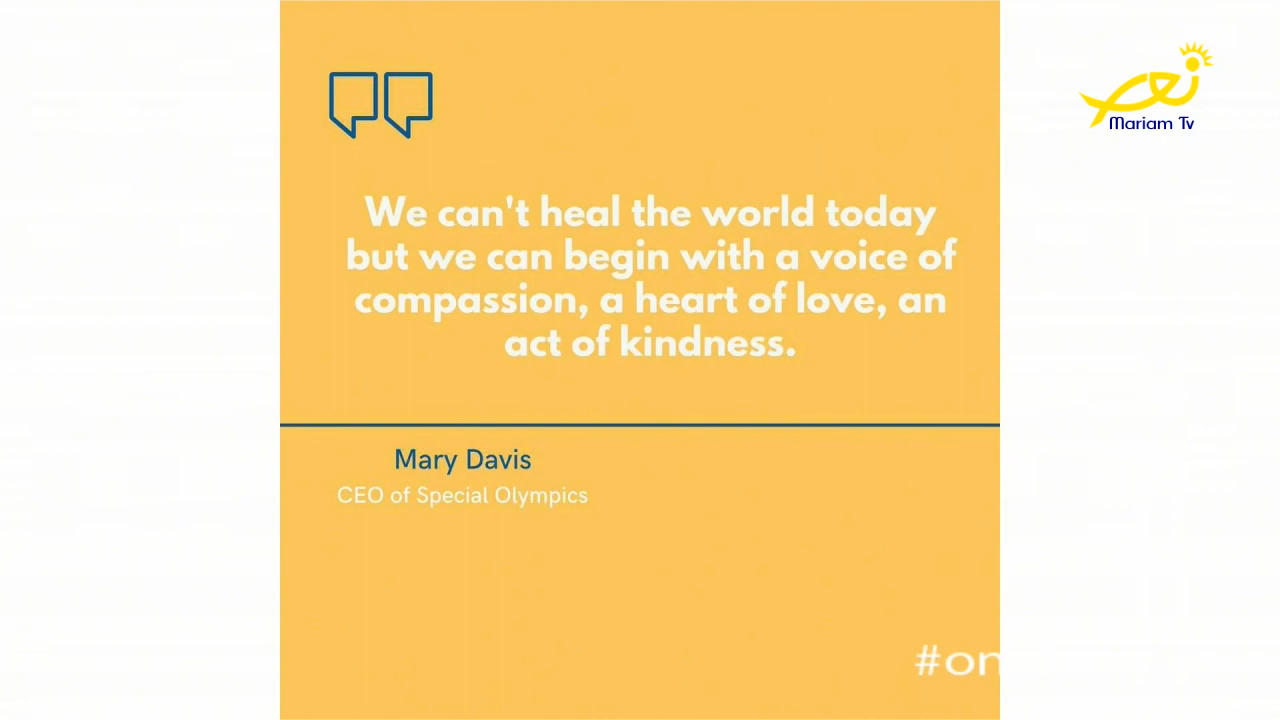 Mariam Tv
We can't heal the world today
but we can begin with a voice of
compassion, a heart of love, an
act of kindness.
Mary Davis
CEO of Special Olympics
#on